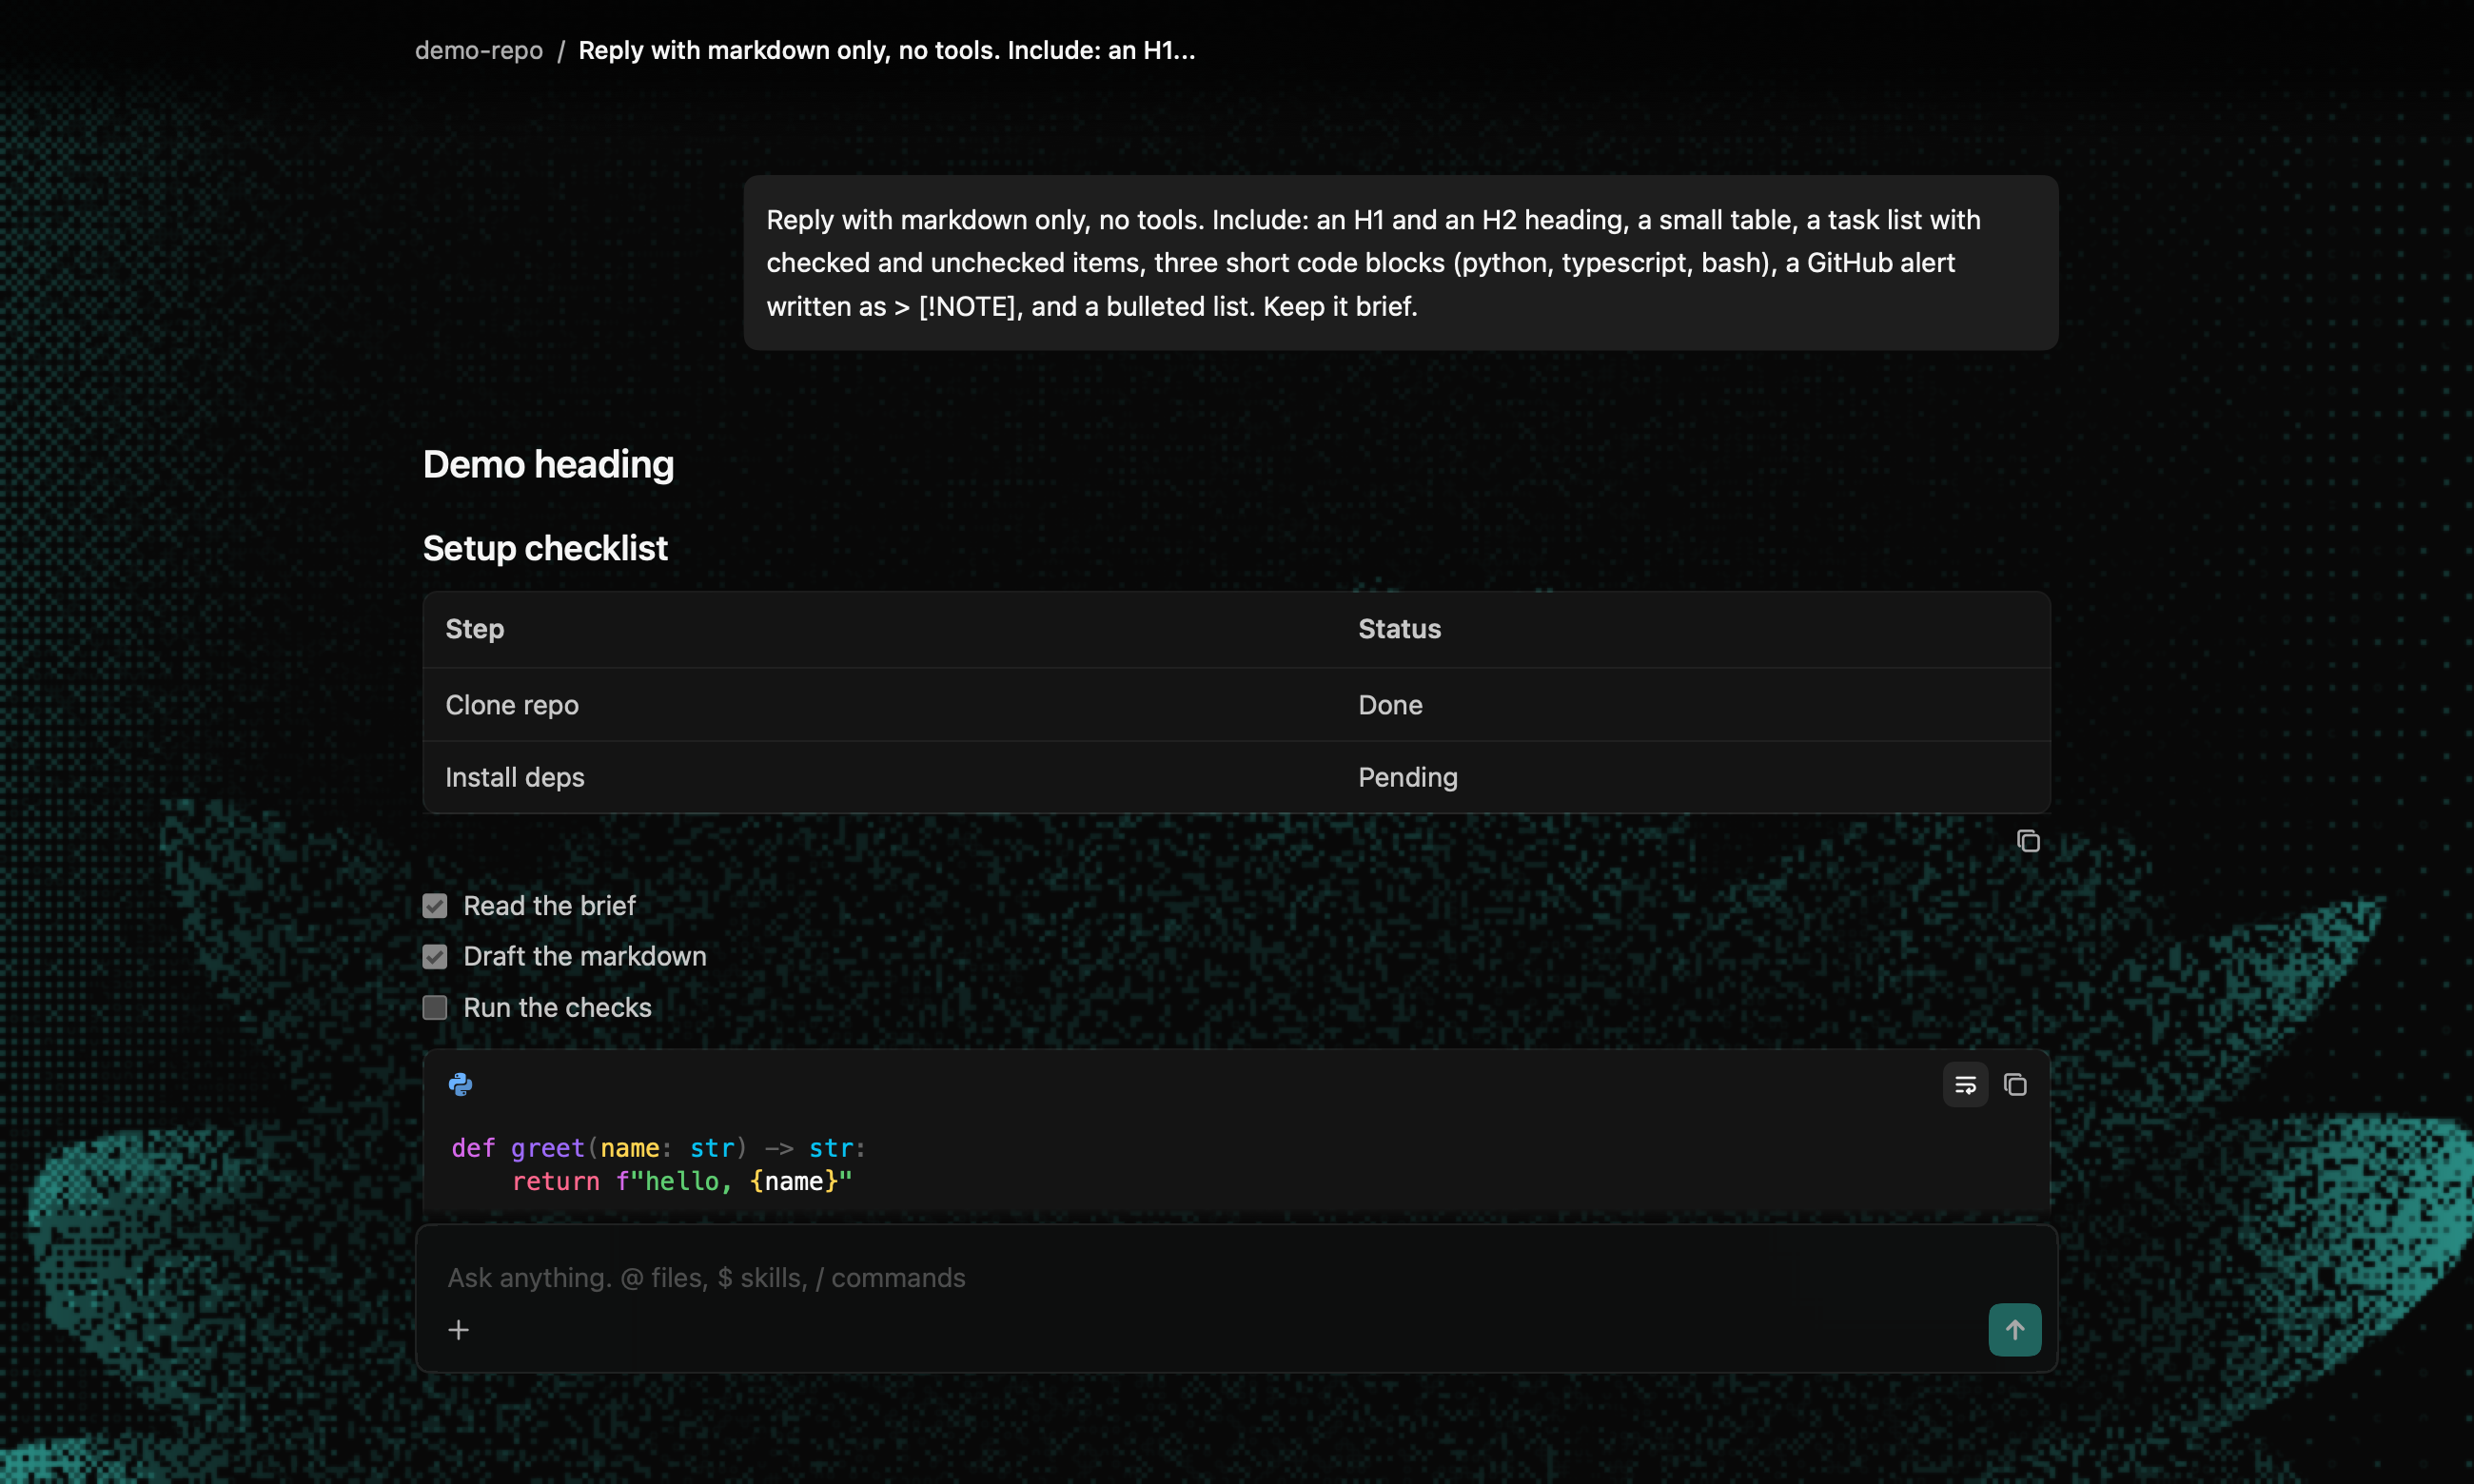 demo-repo / Reply with markdown only, no tools. Include: an H1...
Reply with markdown only, no tools. Include: an H1 and an H2 heading, a small table, a task list with
checked and unchecked items, three short code blocks (python, typescript, bash), a GitHub alert
written as > [!NOTE], and a bulleted list. Keep it brief.
Demo heading
Setup checklist
Step Status
Clone repo Done
Install deps Pending
Read the brief
Draft the markdown
Run the checks
def greet(name: str) -> str:
    return f"hello, {name}"
Ask anything. @ files, $ skills, / commands